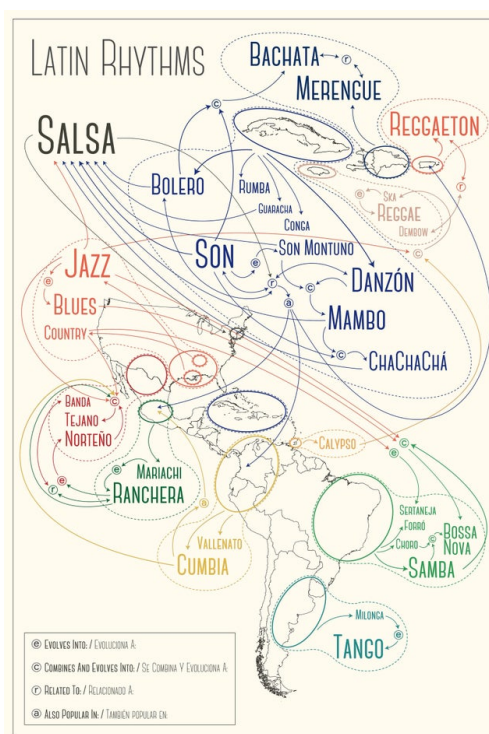 Latin Rhythms
Bachata
r
Merengue
Reggaeton
Salsa
c
Bolero
Rumba
Guaracha
Conga
e
Ska
Reggae
Dembow
r
Son
Son Montuno
e
r
c
a
Danzón
Mambo
c
ChaChaChá
c
Jazz
e
Blues
Country
Banda
Tejano
Norteño
c
e
r
e
Mariachi
Ranchera
a
Calypso
c
e
Vallenato
Cumbia
Sertaneja
Forró
Choro
c
Bossa
Nova
Samba
Milonga
e
Tango
e Evolves Into: / Evoluciona A:
c Combines And Evolves Into: / Se Combina Y Evoluciona A:
r Related To: / Relacionado A:
a Also Popular In: / También popular en: